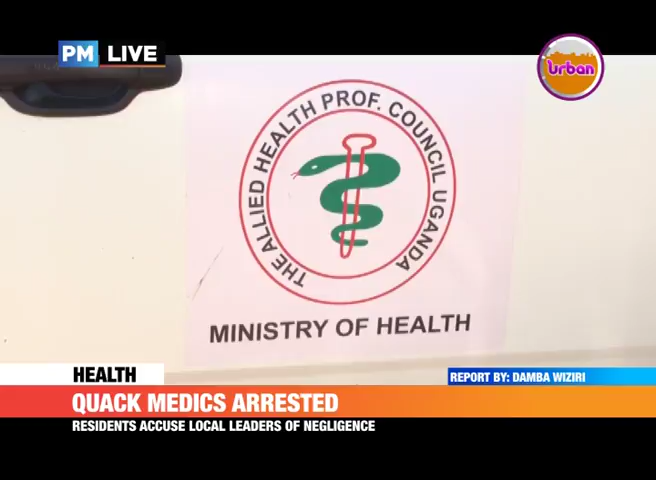 PM LIVE
urban
THE ALLIED HEALTH PROF. COUNCIL UGANDA
MINISTRY OF HEALTH
HEALTH
REPORT BY: DAMBA WIZIRI
QUACK MEDICS ARRESTED
RESIDENTS ACCUSE LOCAL LEADERS OF NEGLIGENCE